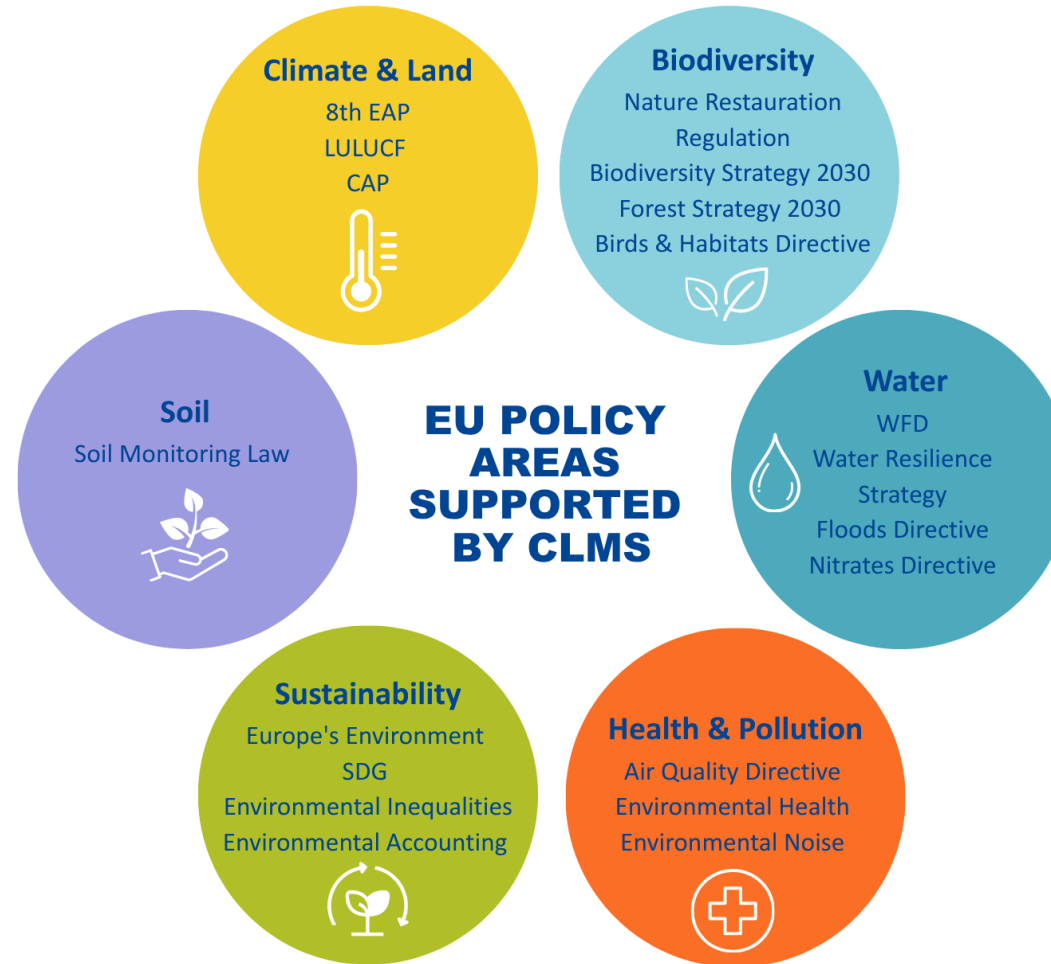 Climate & Land
8th EAP
LULUCF
CAP
Biodiversity
Nature Restauration
Regulation
Biodiversity Strategy 2030
Forest Strategy 2030
Birds & Habitats Directive
Soil
Soil Monitoring Law
EU POLICY
AREAS
SUPPORTED
BY CLMS
Water
WFD
Water Resilience
Strategy
Floods Directive
Nitrates Directive
Sustainability
Europe's Environment
SDG
Environmental Inequalities
Environmental Accounting
Health & Pollution
Air Quality Directive
Environmental Health
Environmental Noise